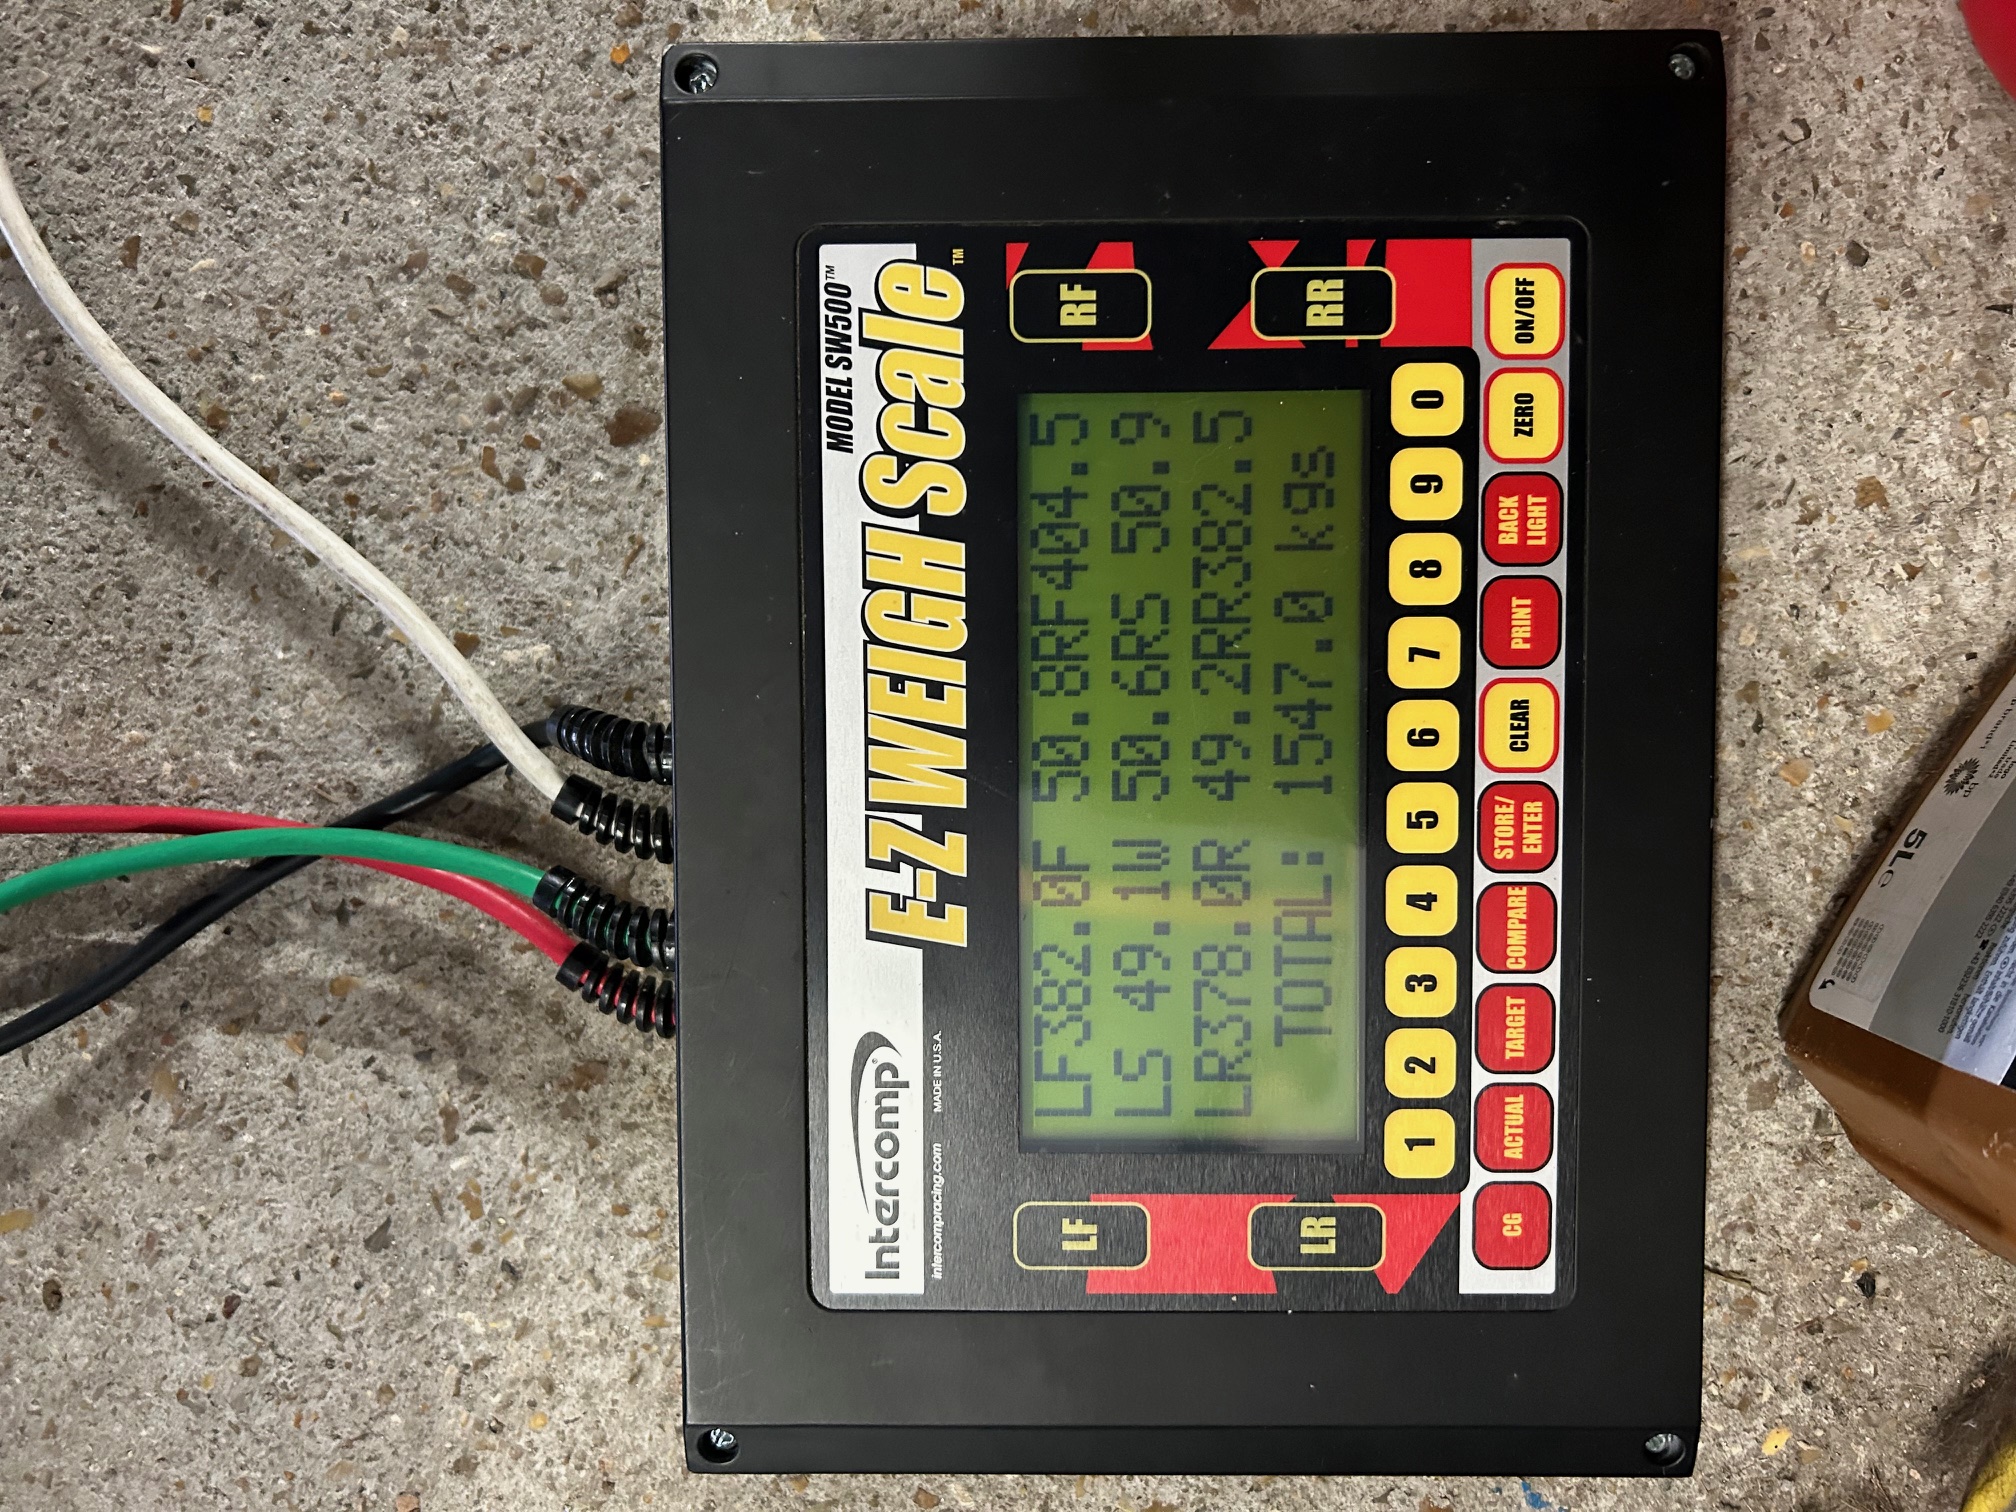 MODEL SW500™
Intercomp®
E-Z WEIGH Scale™
intercompracing.com MADE IN U.S.A.
LF
RF
LF382.0F 50.8RF404.5
LS 49.1W 50.6RS 50.9
LR378.0R 49.2RR382.5
TOTAL: 1547.0 kgs
LR
RR
1 2 3 4 5 6 7 8 9 0
CG ACTUAL TARGET COMPARE STORE/ENTER CLEAR PRINT BACK LIGHT ZERO ON/OFF
5Le
bp